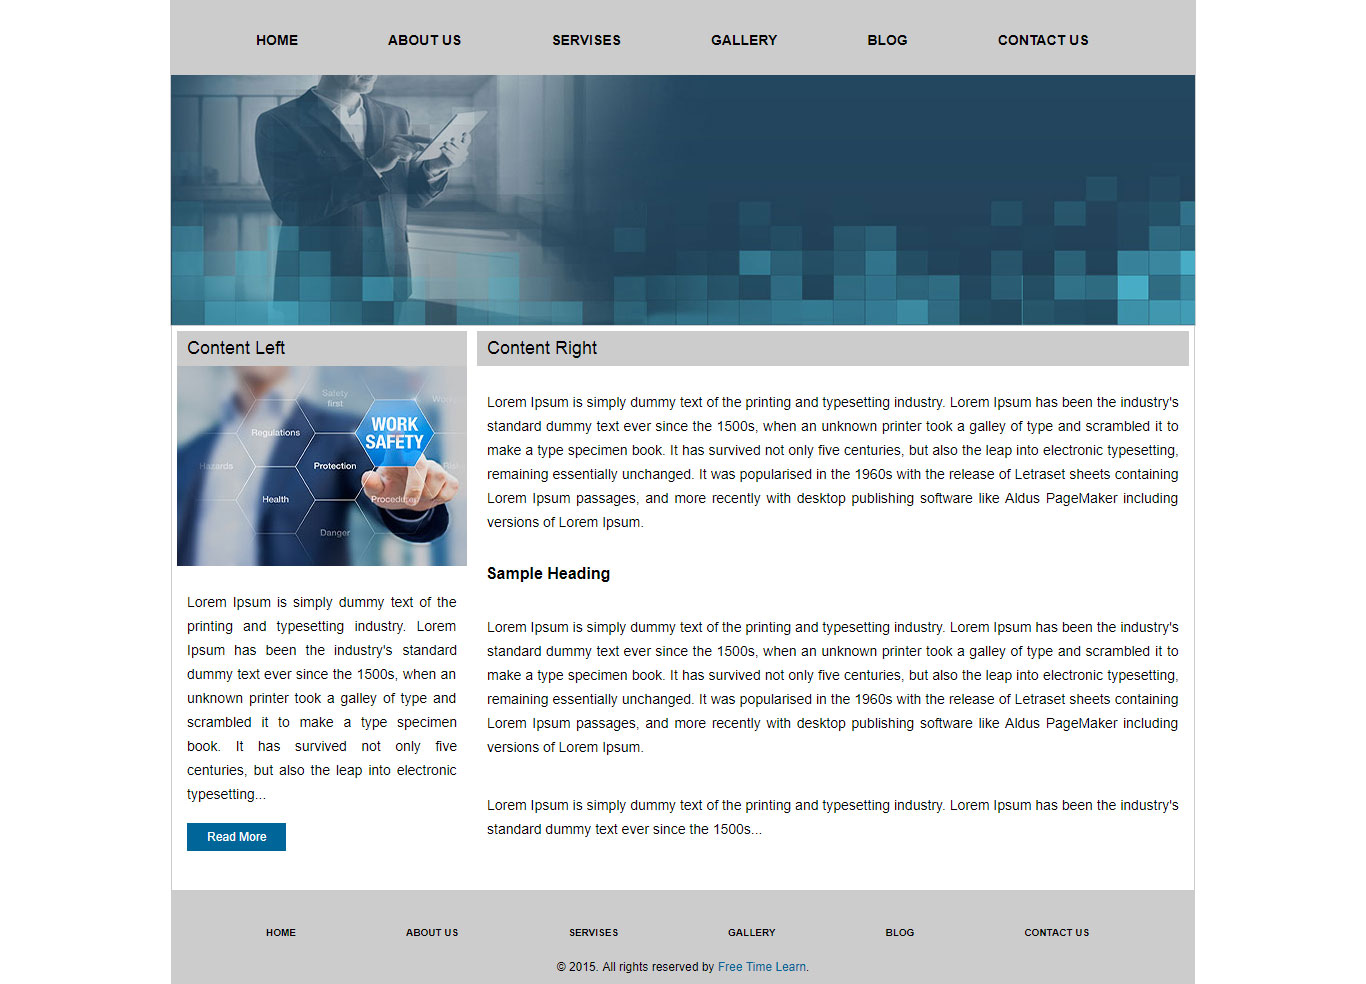 HOME ABOUT US SERVISES GALLERY BLOG CONTACT US
Content Left
Safety
first
Regulations
WORK
SAFETY
Hazards
Protection
Health
Procedure
Danger
Lorem Ipsum is simply dummy text of the
printing and typesetting industry. Lorem
Ipsum has been the industry's standard
dummy text ever since the 1500s, when an
unknown printer took a galley of type and
scrambled it to make a type specimen
book. It has survived not only five
centuries, but also the leap into electronic
typesetting...
Read More
Content Right
Lorem Ipsum is simply dummy text of the printing and typesetting industry. Lorem Ipsum has been the industry's
standard dummy text ever since the 1500s, when an unknown printer took a galley of type and scrambled it to
make a type specimen book. It has survived not only five centuries, but also the leap into electronic typesetting,
remaining essentially unchanged. It was popularised in the 1960s with the release of Letraset sheets containing
Lorem Ipsum passages, and more recently with desktop publishing software like Aldus PageMaker including
versions of Lorem Ipsum.
Sample Heading
Lorem Ipsum is simply dummy text of the printing and typesetting industry. Lorem Ipsum has been the industry's
standard dummy text ever since the 1500s, when an unknown printer took a galley of type and scrambled it to
make a type specimen book. It has survived not only five centuries, but also the leap into electronic typesetting,
remaining essentially unchanged. It was popularised in the 1960s with the release of Letraset sheets containing
Lorem Ipsum passages, and more recently with desktop publishing software like Aldus PageMaker including
versions of Lorem Ipsum.
Lorem Ipsum is simply dummy text of the printing and typesetting industry. Lorem Ipsum has been the industry's
standard dummy text ever since the 1500s...
HOME ABOUT US SERVISES GALLERY BLOG CONTACT US
© 2015. All rights reserved by Free Time Learn.